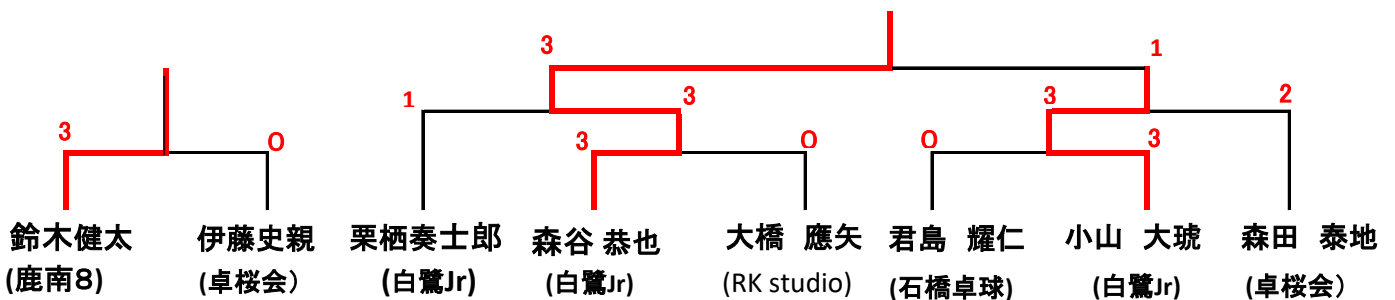 3 1
1 3 3 2
3 0 3 0 0 3
鈴木健太 伊藤史親 栗栖奏士郎 森谷 恭也 大橋 應矢 君島 耀仁 小山 大琥 森田 泰地
(鹿南8) (卓桜会) (白鷺Jr) (白鷺Jr) (RK studio) (石橋卓球) (白鷺Jr) (卓桜会)